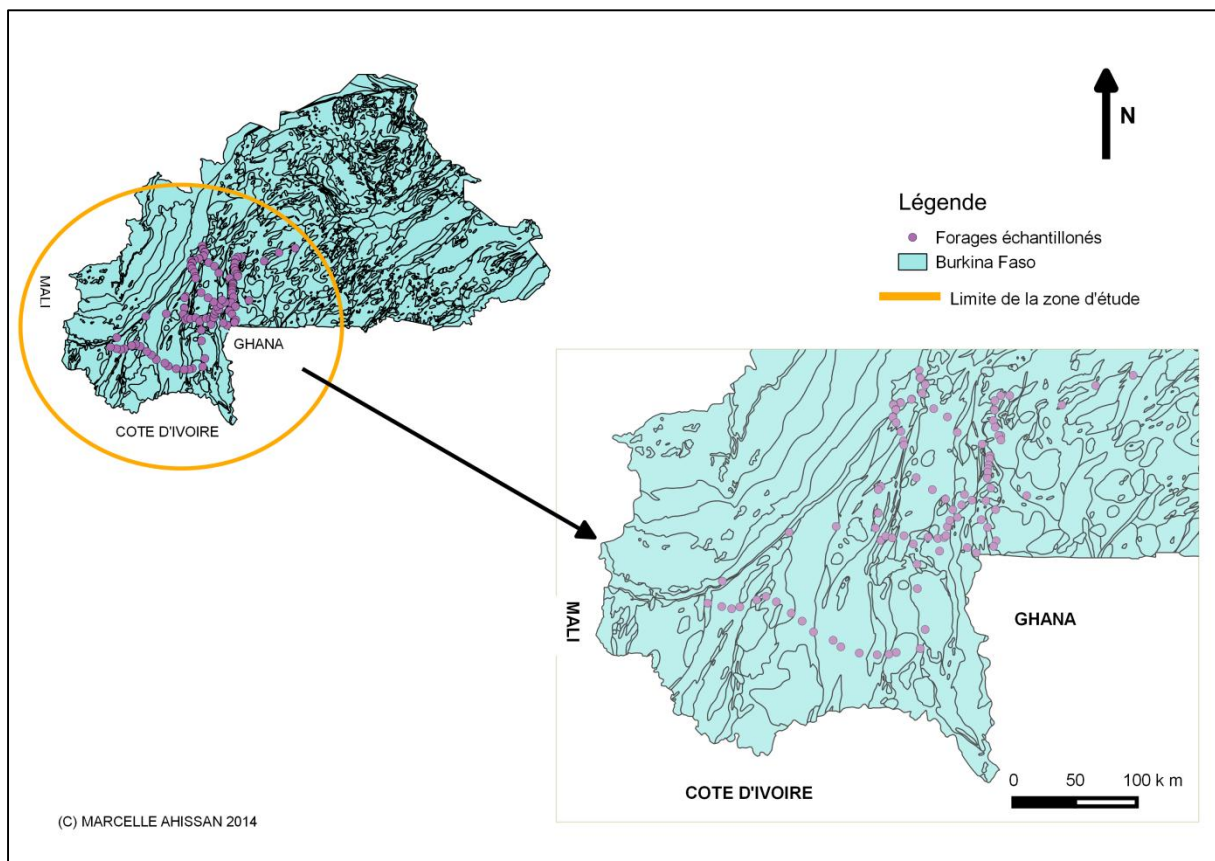 N
Légende
Forages échantillonés
Burkina Faso
Limite de la zone d'étude
MALI
GHANA
COTE D'IVOIRE
MALI
GHANA
0 50 100 k m
COTE D'IVOIRE
(C) MARCELLE AHISSAN 2014